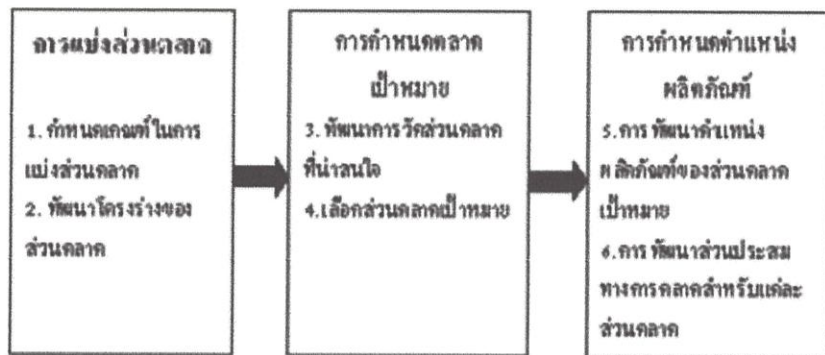 การแบ่งส่วนตลาด
1. กำหนดเกณฑ์ในการ
แบ่งส่วนตลาด
2. พัฒนาโครงร่างของ
ส่วนตลาด
การกำหนดตลาด
เป้าหมาย
3. พัฒนาการวัดส่วนตลาด
ที่น่าสนใจ
4.เลือกส่วนตลาดเป้าหมาย
การกำหนดตำแหน่ง
ผลิตภัณฑ์
5.การ พัฒนาตำแหน่ง
ผลิตภัณฑ์ของส่วนตลาด
เป้าหมาย
6.การ พัฒนาส่วนประสม
ทางการตลาดสำหรับแต่ละ
ส่วนตลาด